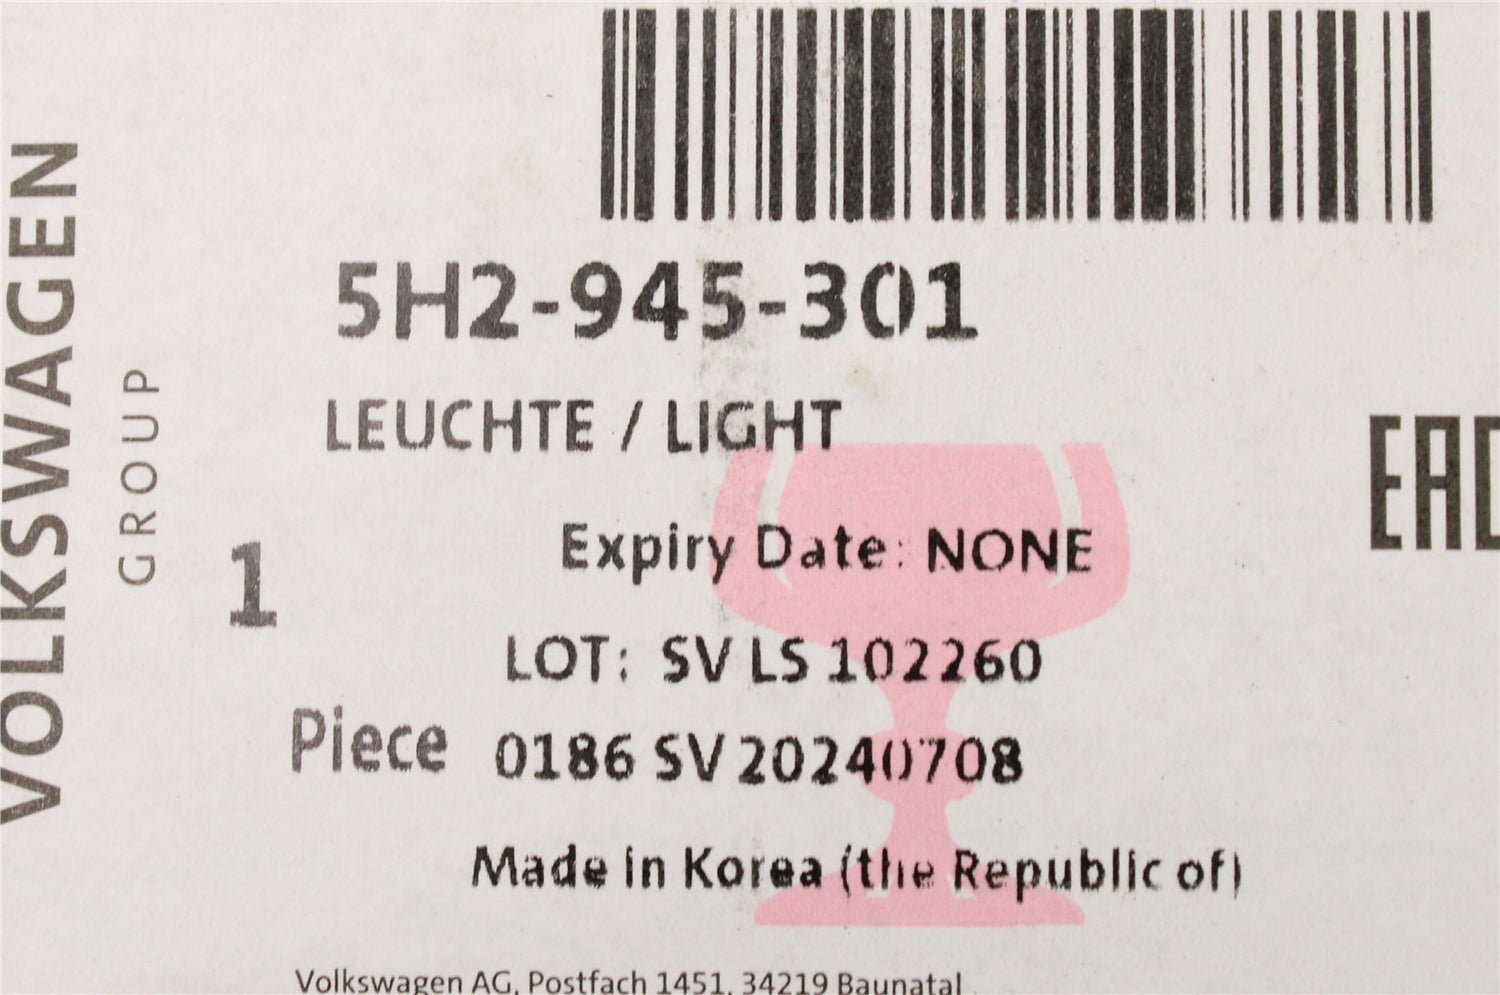 VOLKSWAGEN
GROUP
5H2-945-301
LEUCHTE / LIGHT
EAC
1
Expiry Date: NONE
LOT: SV LS 102260
Piece 0186 SV 20240708
Made in Korea (the Republic of)
Volkswagen AG, Postfach 1451, 34219 Baunatal